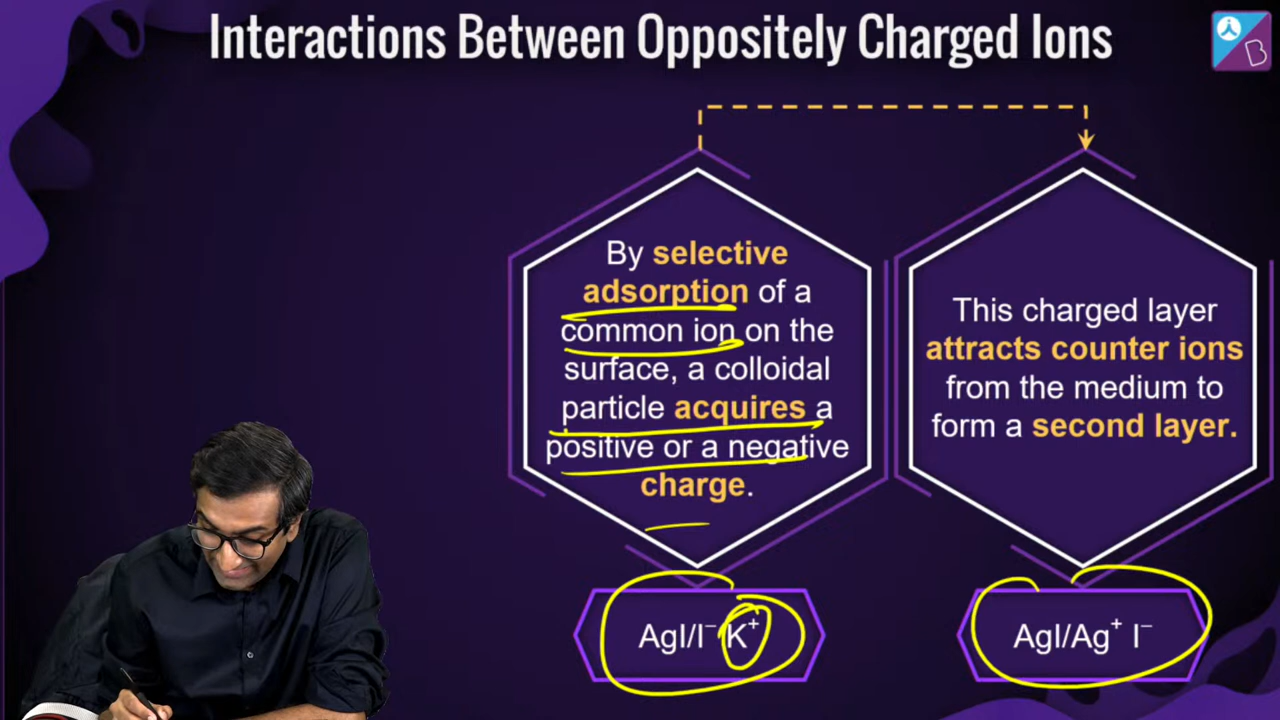 Interactions Between Oppositely Charged Ions
B
By selective
adsorption of a
common ion on the
surface, a colloidal
particle acquires a
positive or a negative
charge.
This charged layer
attracts counter ions
from the medium to
form a second layer.
AgI/I⁻ K⁺
AgI/Ag⁺ I⁻